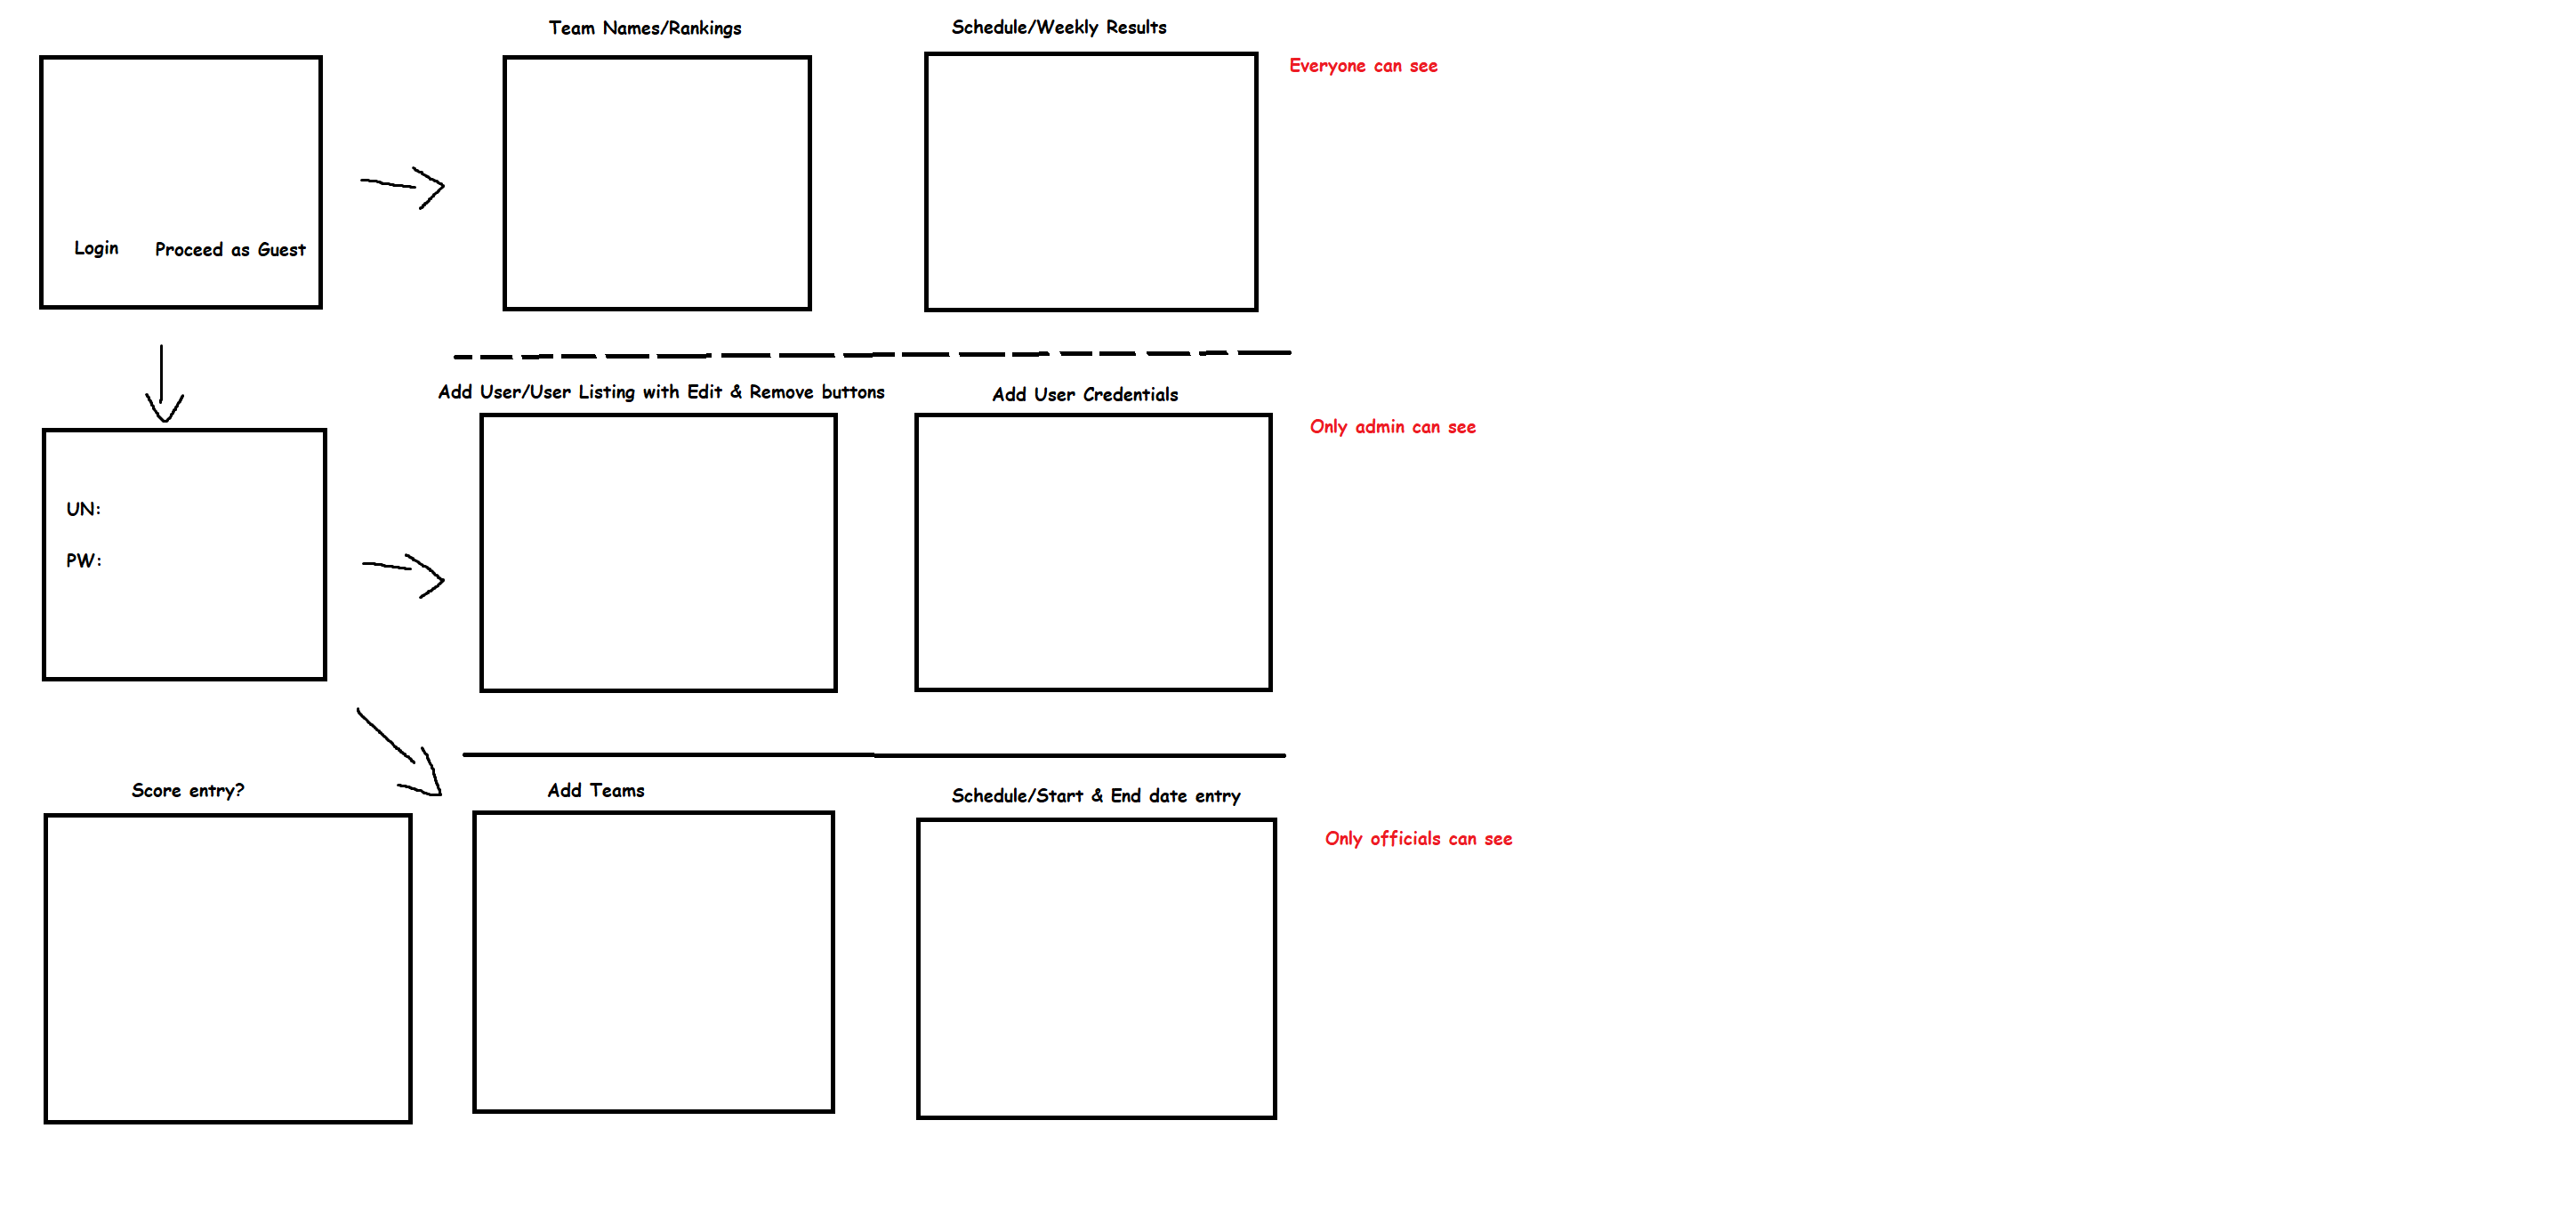 Team Names/Rankings
Schedule/Weekly Results
Everyone can see
Login
Proceed as Guest
Add User/User Listing with Edit & Remove buttons
Add User Credentials
Only admin can see
UN:
PW:
Score entry?
Add Teams
Schedule/Start & End date entry
Only officials can see